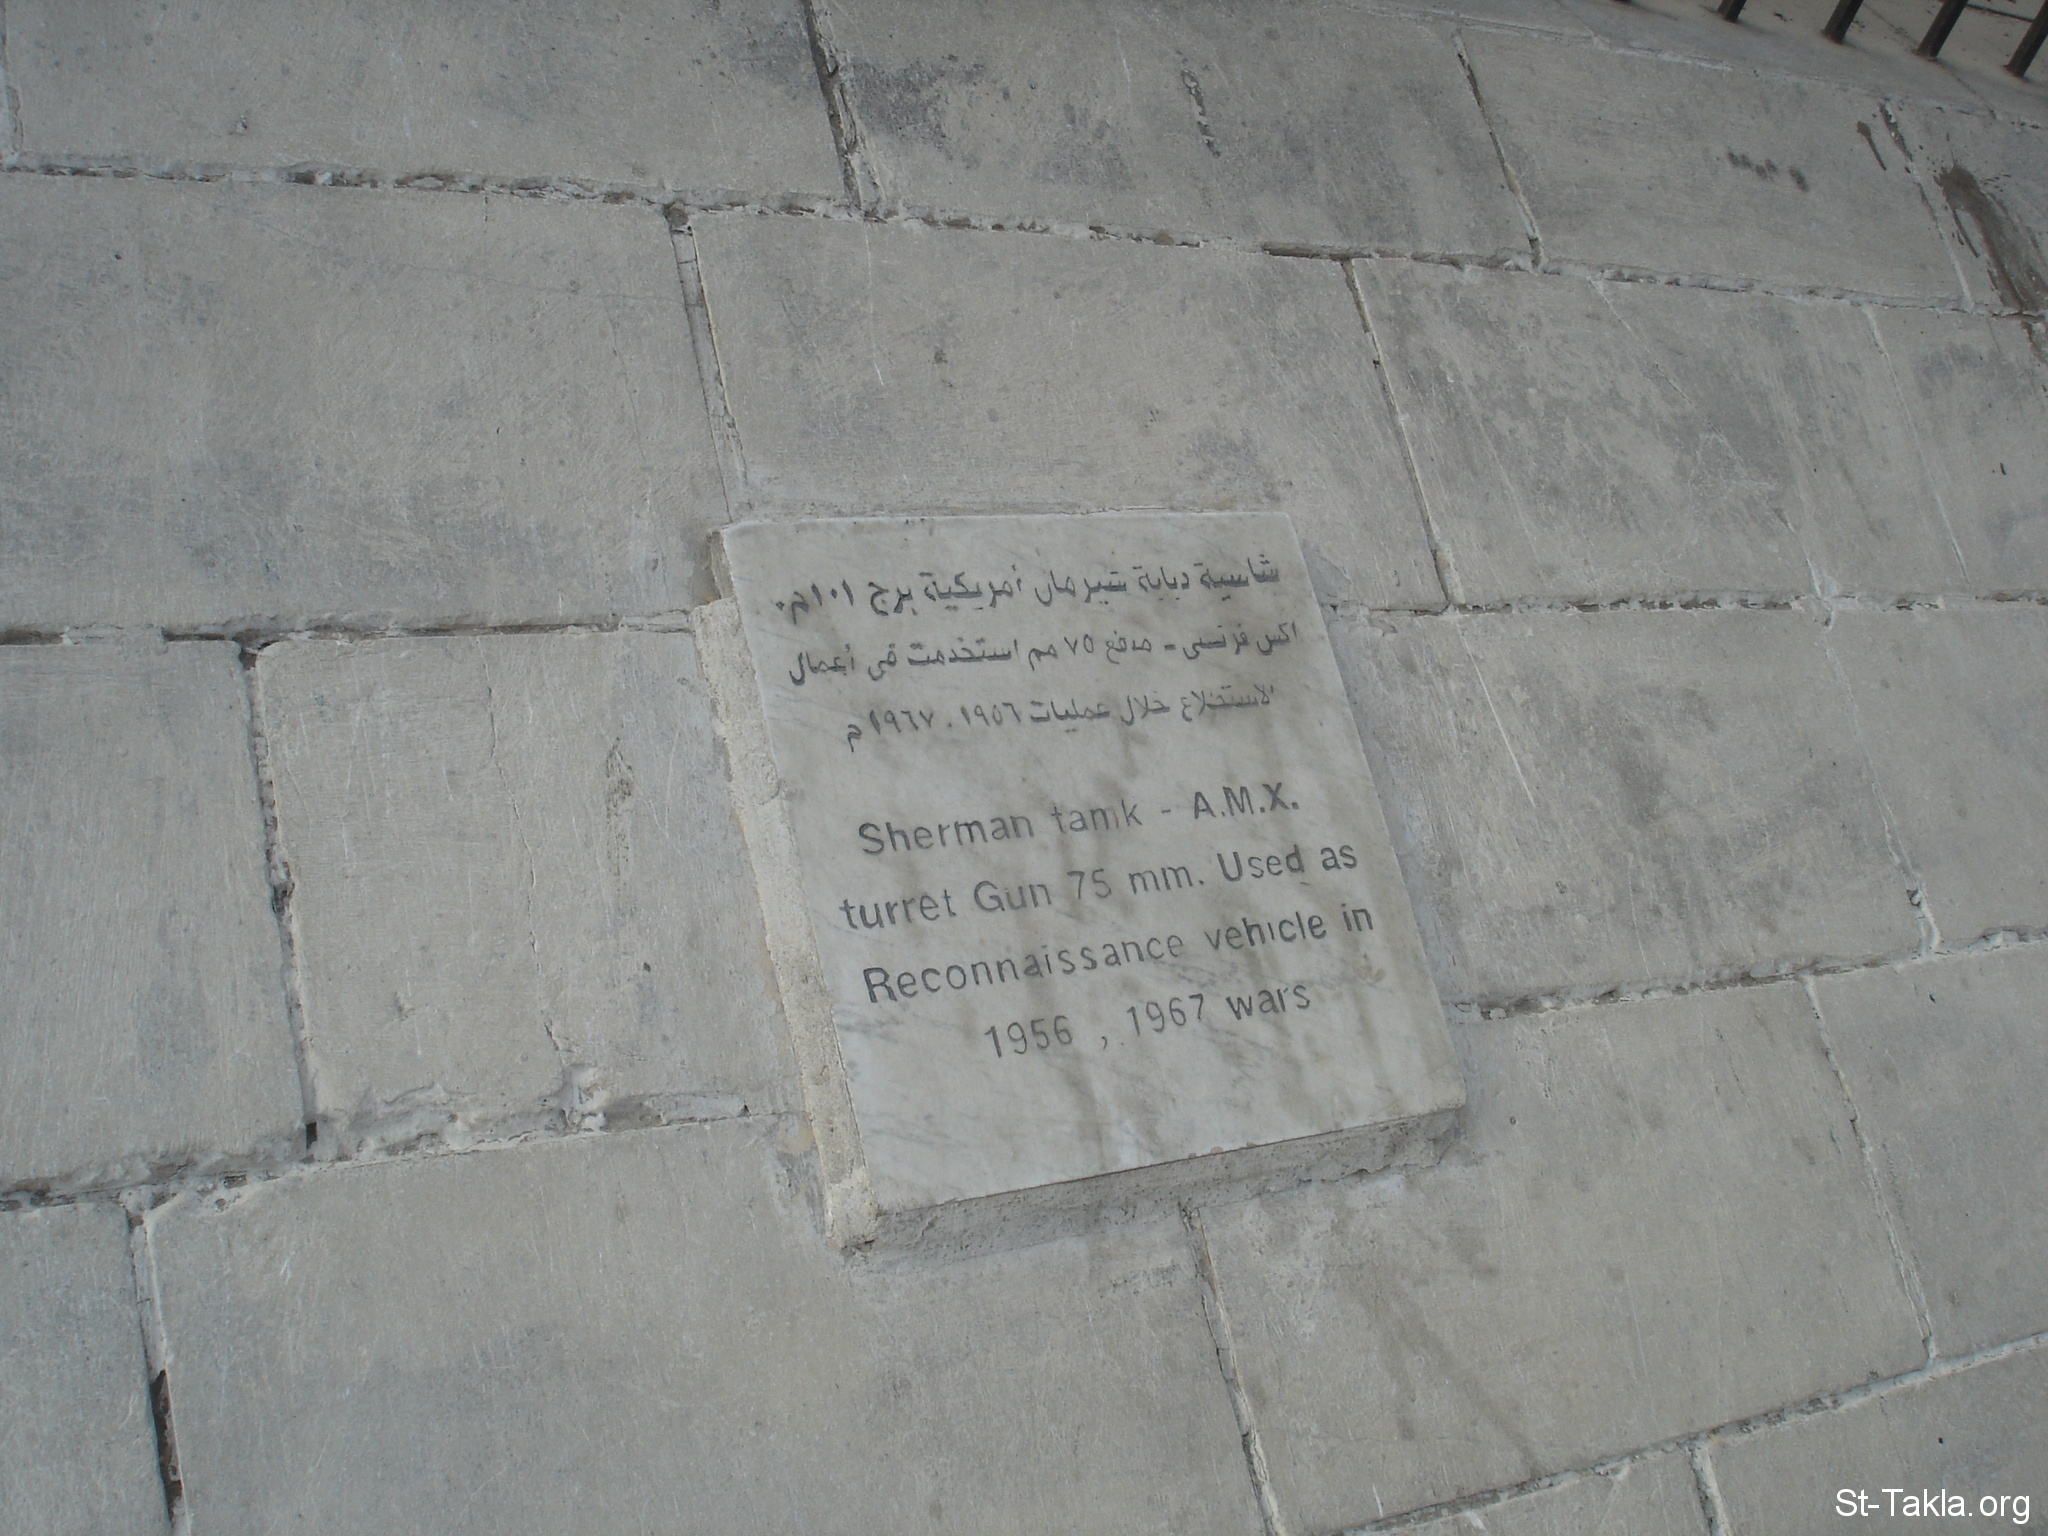 شاسية دبابة شيرمان أمريكية برج ١٠١م٠
اكس فرنسى - مدفع ٧٥ مم استخدمت فى أعمال
الاستطلاع خلال عمليات ١٩٥٦ ، ١٩٦٧م
Sherman tank - A.M.X.
turret Gun 75 mm. Used as
Reconnaissance vehicle in
1956 , 1967 wars
St-Takla.org